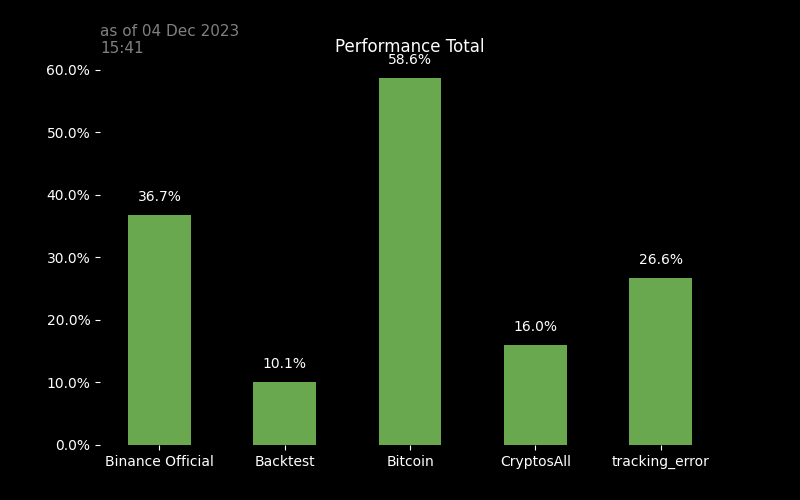 as of 04 Dec 2023
15:41
Performance Total
60.0%
50.0%
40.0%
30.0%
20.0%
10.0%
0.0%
36.7%
10.1%
58.6%
16.0%
26.6%
Binance Official
Backtest
Bitcoin
CryptosAll
tracking_error